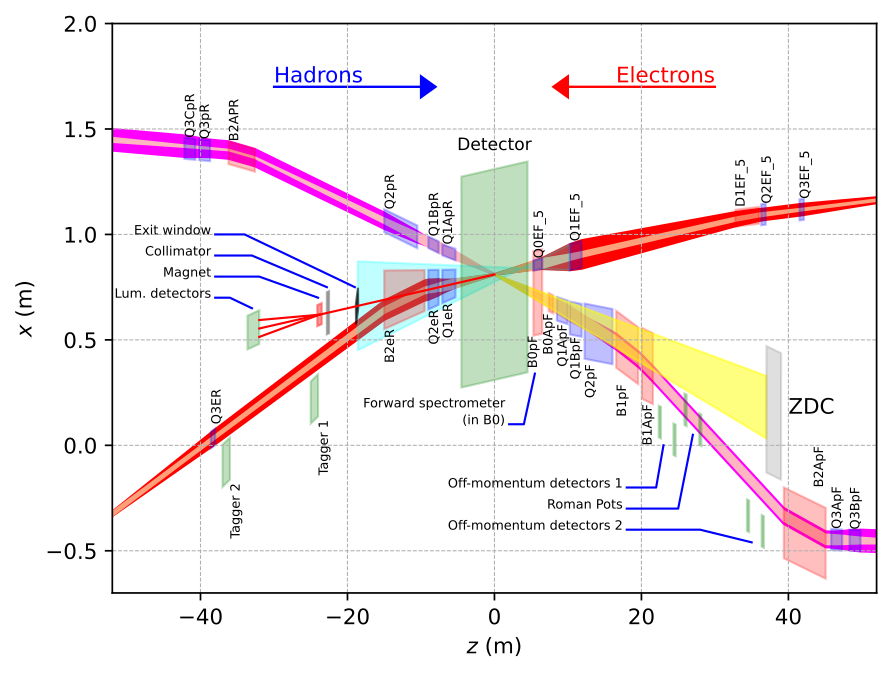 2.0
1.5
1.0
0.5
0.0
−0.5
x (m)
Hadrons
Electrons
Detector
Q3CpR
Q3pR
B2APR
Q2pR
Q1BpR
Q1ApR
Q0EF_5
Q1EF_5
D1EF_5
Q2EF_5
Q3EF_5
Exit window
Collimator
Magnet
Lum. detectors
B2eR
Q2eR
Q1eR
B0pF
B0ApF
Q1ApF
Q1BpF
Q2pF
B1pF
B1ApF
Q3ER
Tagger 1
Tagger 2
Forward spectrometer
(in B0)
ZDC
Off-momentum detectors 1
Roman Pots
Off-momentum detectors 2
B2ApF
Q3ApF
Q3BpF
−40
−20
0
20
40
z (m)